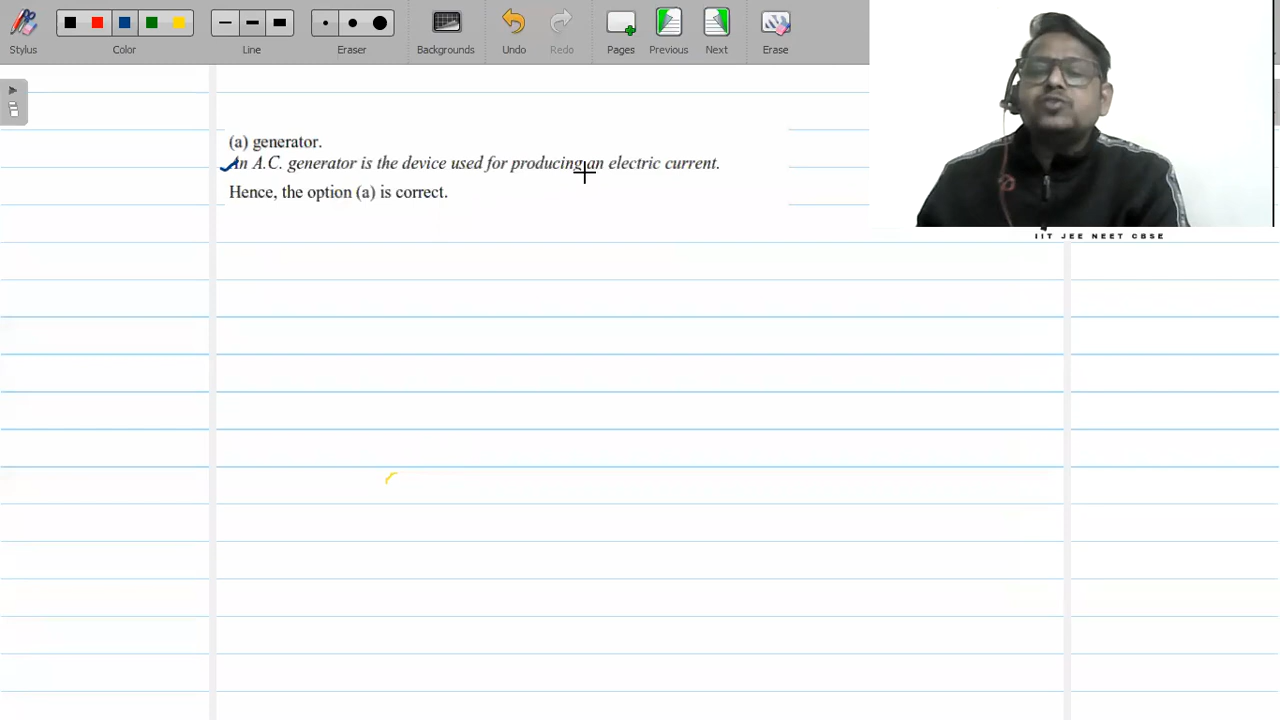 Stylus
Color
Line
Eraser
Backgrounds
Undo
Redo
Pages
Previous
Next
Erase
(a) generator.
An A.C. generator is the device used for producing an electric current.
Hence, the option (a) is correct.
IIT JEE NEET CBSE